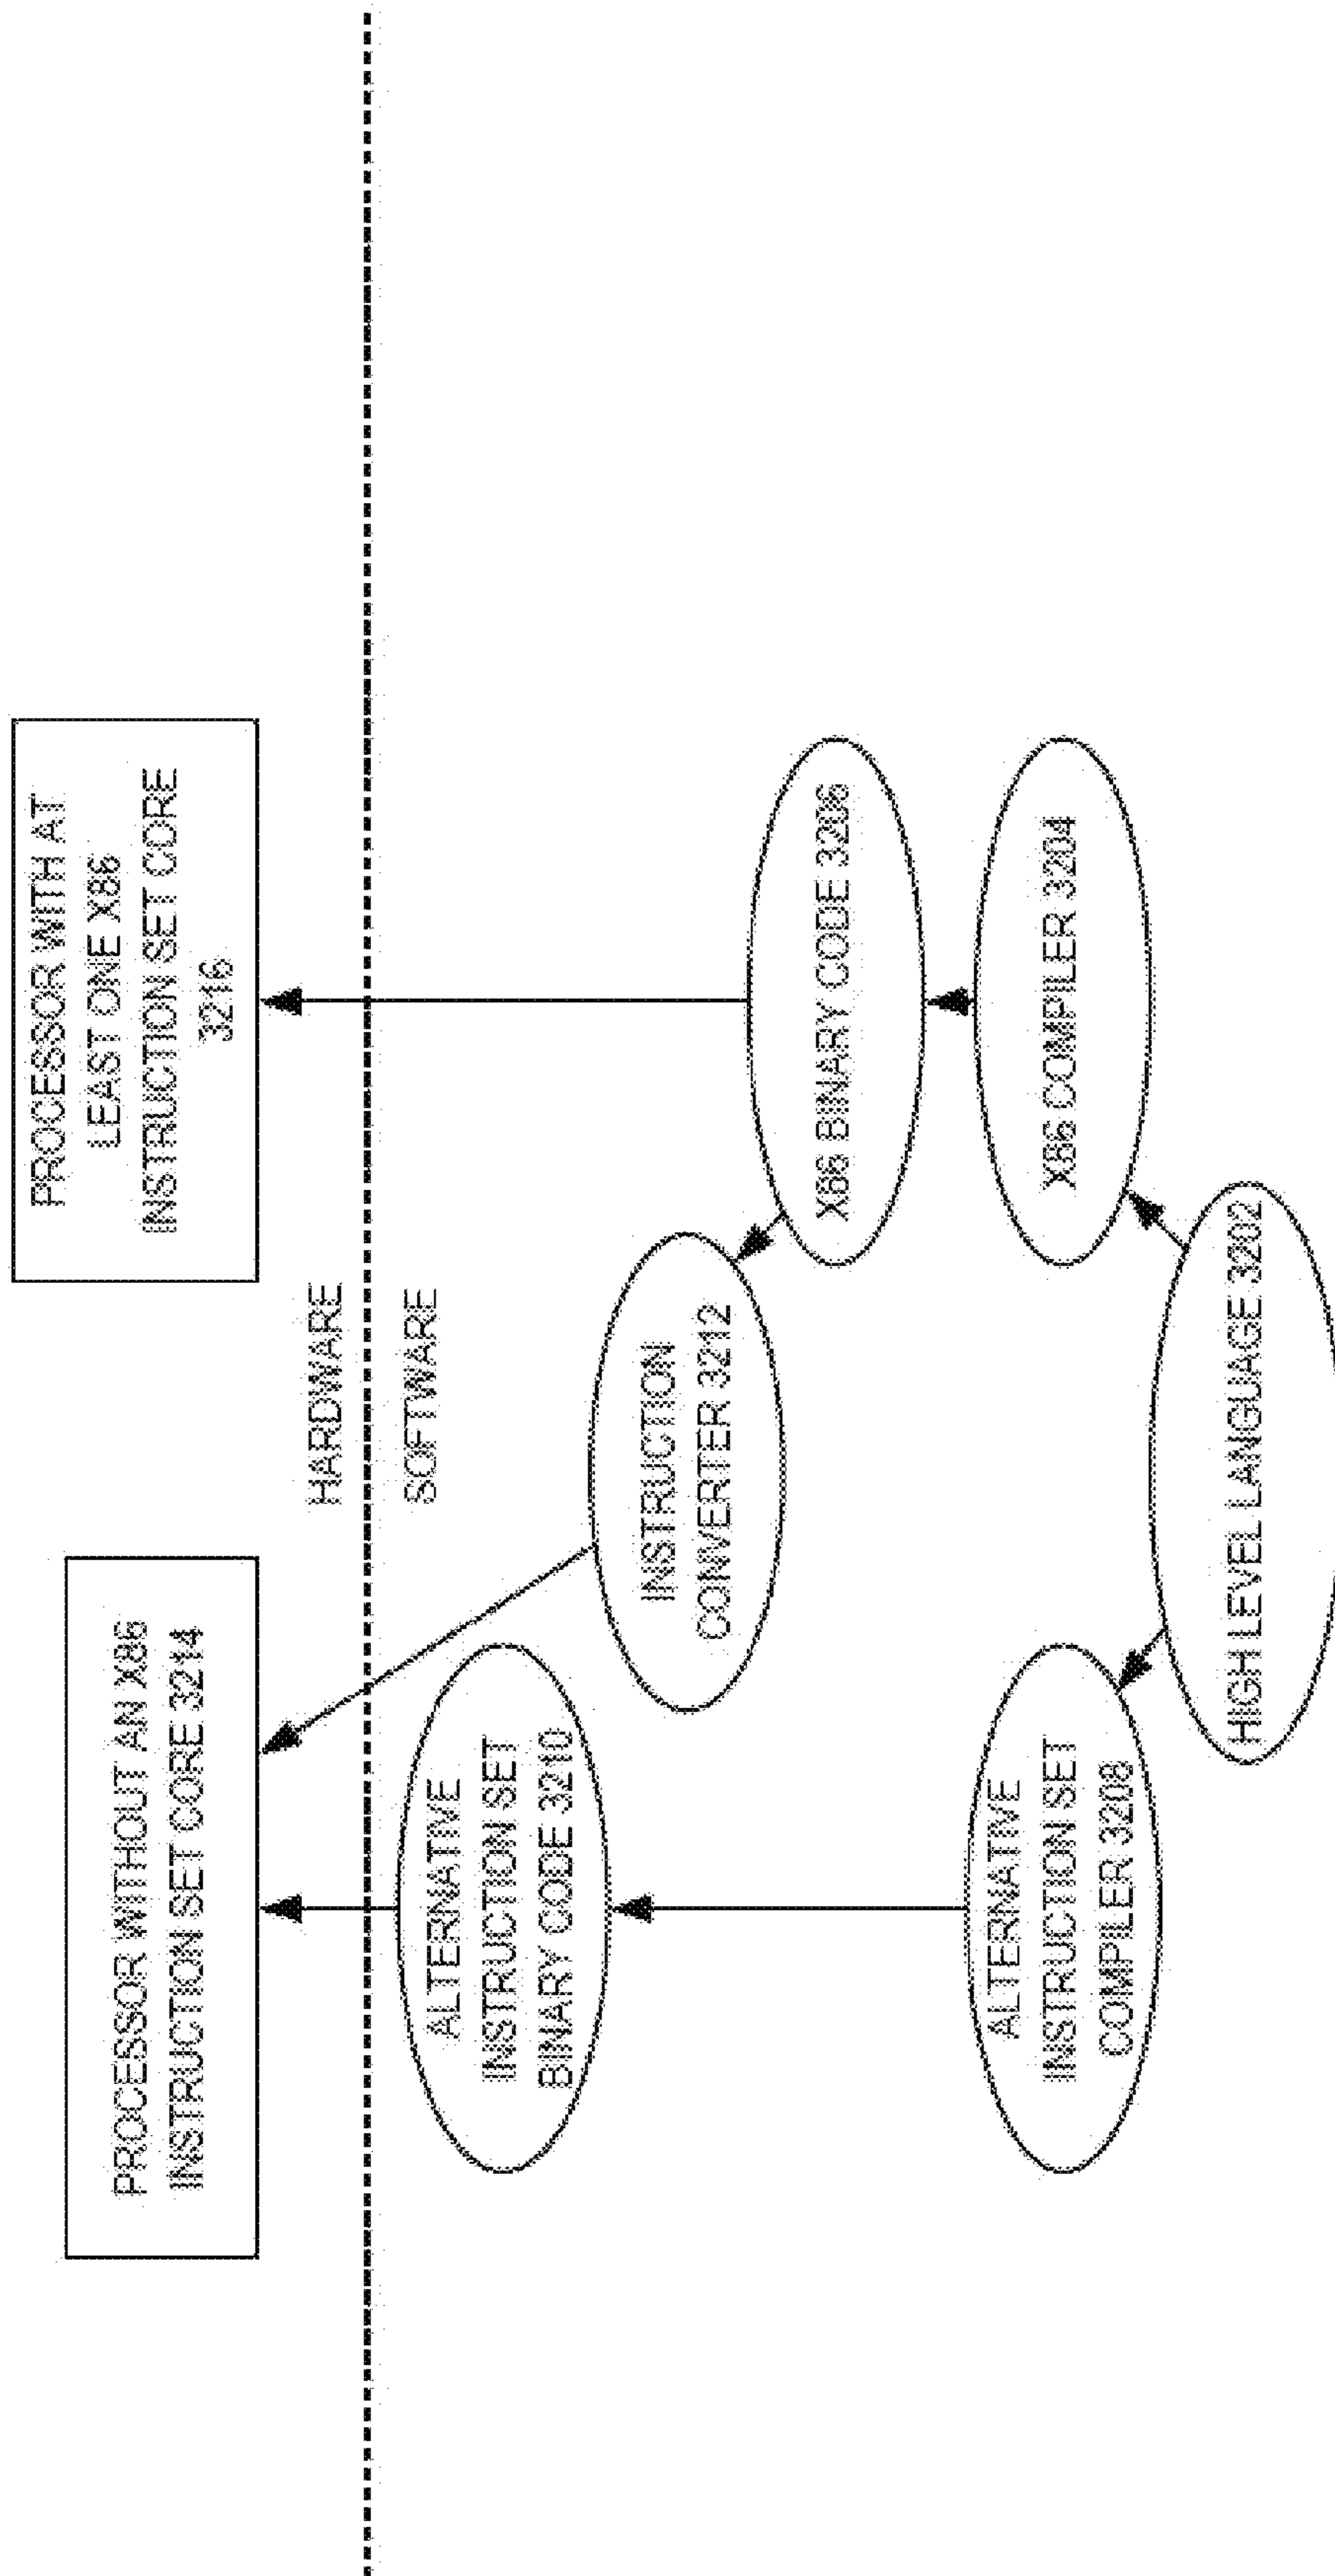 PROCESSOR WITHOUT AN X86
INSTRUCTION SET CORE 3214
PROCESSOR WITH AT
LEAST ONE X86
INSTRUCTION SET CORE
3216
HARDWARE
SOFTWARE
ALTERNATIVE
INSTRUCTION SET
BINARY CODE 3210
INSTRUCTION
CONVERTER 3212
X86 BINARY CODE 3206
ALTERNATIVE
INSTRUCTION SET
COMPILER 3208
X86 COMPILER 3204
HIGH LEVEL LANGUAGE 3202